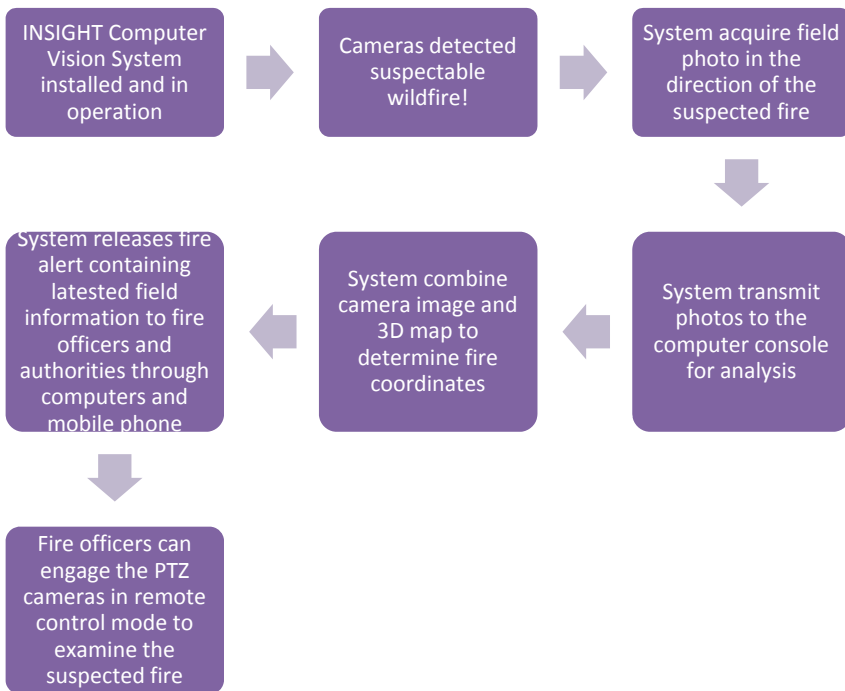 INSIGHT Computer
Vision System
installed and in
operation
Cameras detected
suspectable
wildfire!
System acquire field
photo in the
direction of the
suspected fire
System transmit
photos to the
computer console
for analysis
System combine
camera image and
3D map to
determine fire
coordinates
System releases fire
alert containing
latested field
information to fire
officers and
authorities through
computers and
mobile phone
Fire officers can
engage the PTZ
cameras in remote
control mode to
examine the
suspected fire